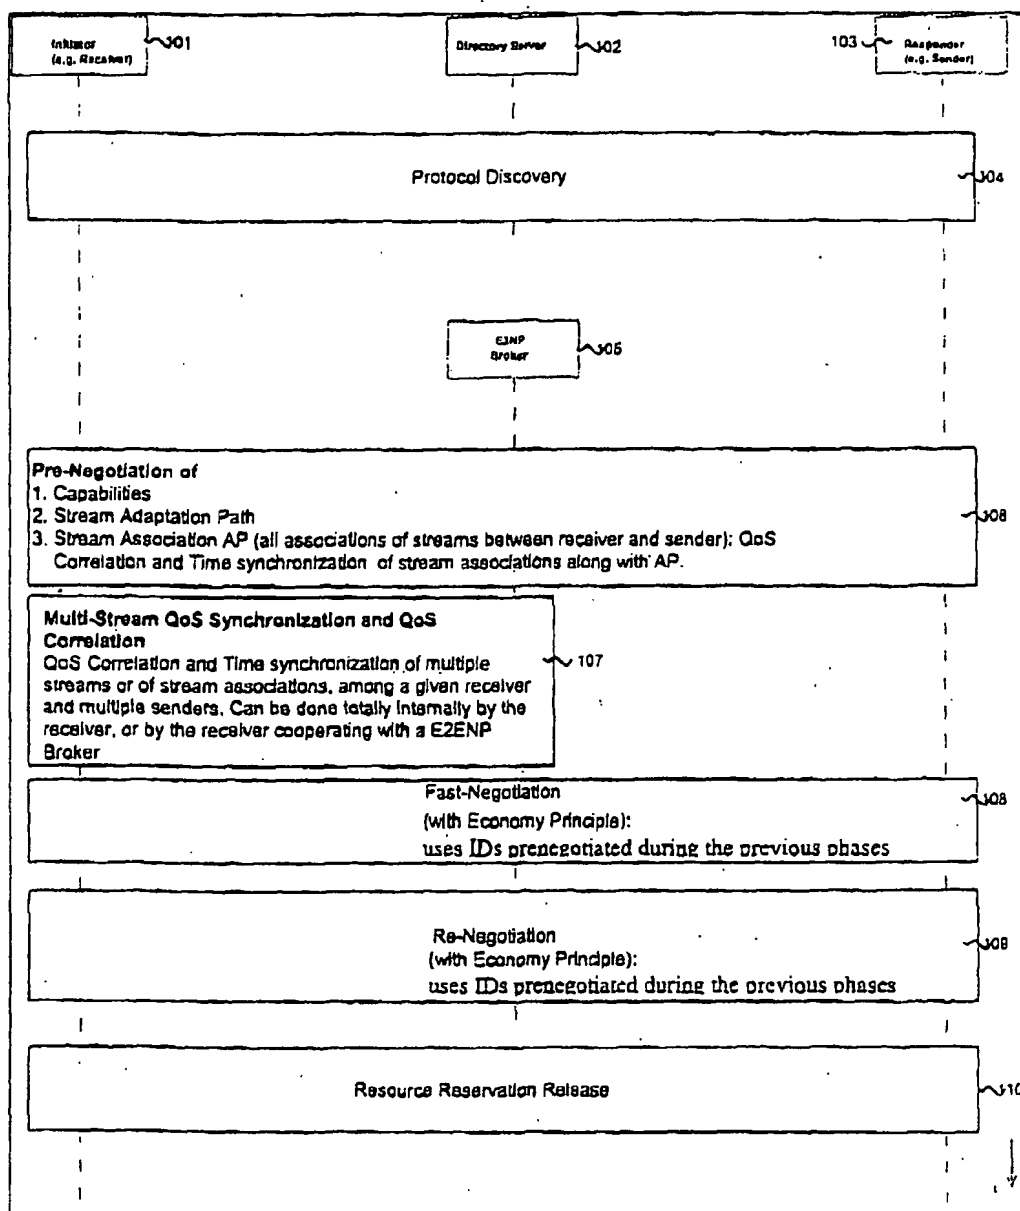 Initiator
(e.g. Receiver)
101
Directory Server
102
103
Responder
(e.g. Sender)
Protocol Discovery
104
E2NP
Broker
105
Pre-Negotiation of
1. Capabilities
2. Stream Adaptation Path
3. Stream Association AP (all associations of streams between receiver and sender): QoS
Correlation and Time synchronization of stream associations along with AP.
108
Multi-Stream QoS Synchronization and QoS
Correlation
QoS Correlation and Time synchronization of multiple
streams or of stream associations, among a given receiver
and multiple senders. Can be done totally internally by the
receiver, or by the receiver cooperating with a E2ENP
Broker
107
Fast-Negotiation
(with Economy Principle):
uses IDs prenegotiated during the previous phases
108
Re-Negotiation
(with Economy Principle):
uses IDs prenegotiated during the previous phases
109
Resource Reservation Release
110